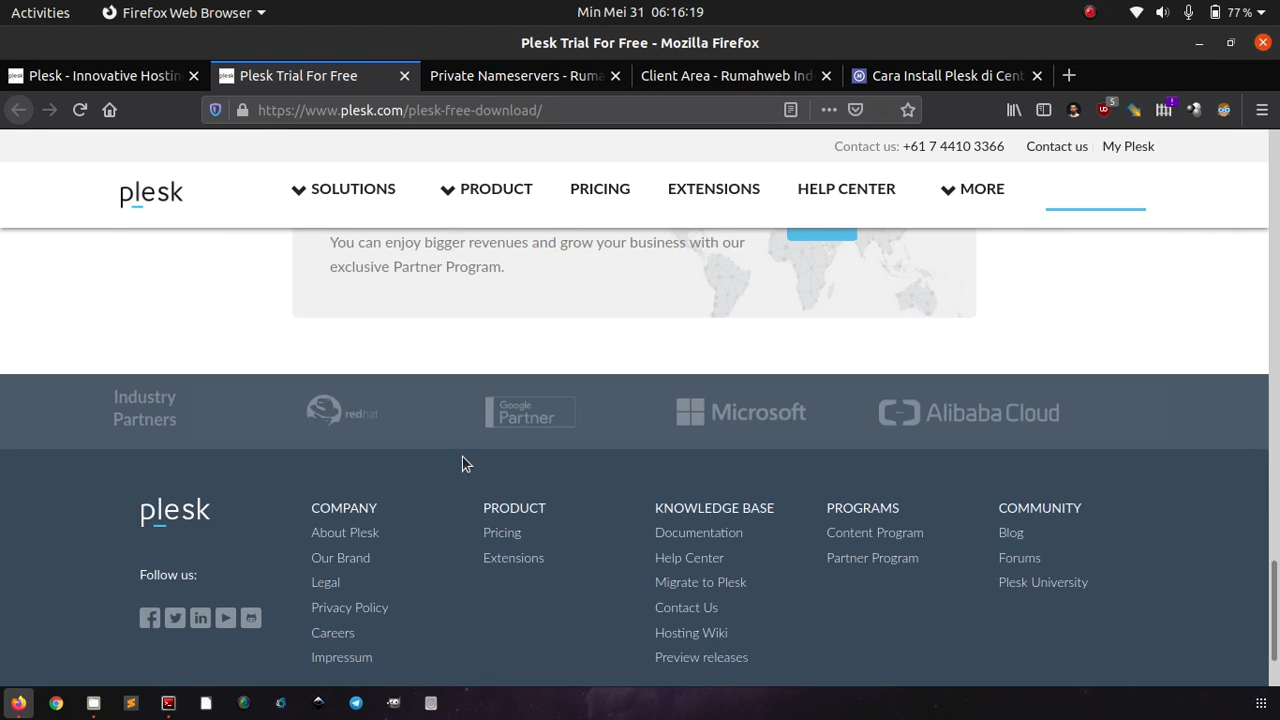 Activities
Firefox Web Browser
Min Mei 31 06:16:19
77 %
Plesk Trial For Free - Mozilla Firefox
Plesk - Innovative Hostin
Plesk Trial For Free
Private Nameservers - Ruma
Client Area - Rumahweb Ind
Cara Install Plesk di Cent
https://www.plesk.com/plesk-free-download/
5
!
Contact us: +61 7 4410 3366
Contact us
My Plesk
plesk
SOLUTIONS
PRODUCT
PRICING
EXTENSIONS
HELP CENTER
MORE
You can enjoy bigger revenues and grow your business with our
exclusive Partner Program.
Industry
Partners
redhat
Google
Partner
Microsoft
Alibaba Cloud
plesk
Follow us:
COMPANY
About Plesk
Our Brand
Legal
Privacy Policy
Careers
Impressum
PRODUCT
Pricing
Extensions
KNOWLEDGE BASE
Documentation
Help Center
Migrate to Plesk
Contact Us
Hosting Wiki
Preview releases
PROGRAMS
Content Program
Partner Program
COMMUNITY
Blog
Forums
Plesk University